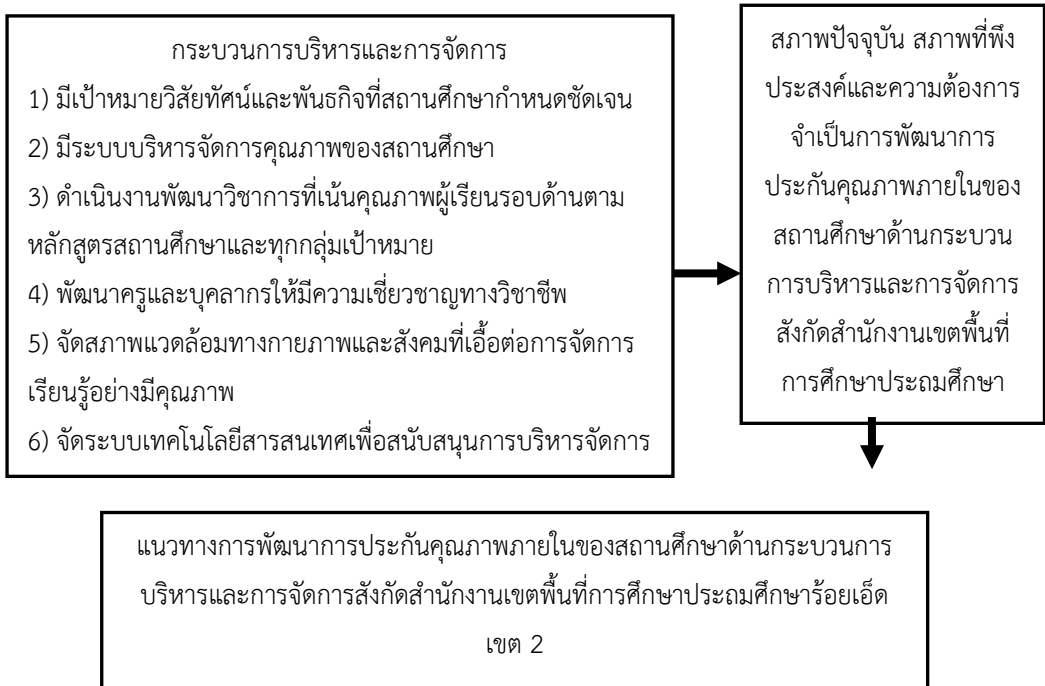 กระบวนการบริหารและการจัดการ
1) มีเป้าหมายวิสัยทัศน์และพันธกิจที่สถานศึกษากำหนดชัดเจน
2) มีระบบบริหารจัดการคุณภาพของสถานศึกษา
3) ดำเนินงานพัฒนาวิชาการที่เน้นคุณภาพผู้เรียนรอบด้านตาม
หลักสูตรสถานศึกษาและทุกกลุ่มเป้าหมาย
4) พัฒนาครูและบุคลากรให้มีความเชี่ยวชาญทางวิชาชีพ
5) จัดสภาพแวดล้อมทางกายภาพและสังคมที่เอื้อต่อการจัดการ
เรียนรู้อย่างมีคุณภาพ
6) จัดระบบเทคโนโลยีสารสนเทศเพื่อสนับสนุนการบริหารจัดการ
สภาพปัจจุบัน สภาพที่พึง
ประสงค์และความต้องการ
จำเป็นการพัฒนาการ
ประกันคุณภาพภายในของ
สถานศึกษาด้านกระบวน
การบริหารและการจัดการ
สังกัดสำนักงานเขตพื้นที่
การศึกษาประถมศึกษา
แนวทางการพัฒนาการประกันคุณภาพภายในของสถานศึกษาด้านกระบวนการ
บริหารและการจัดการสังกัดสำนักงานเขตพื้นที่การศึกษาประถมศึกษาร้อยเอ็ด
เขต 2